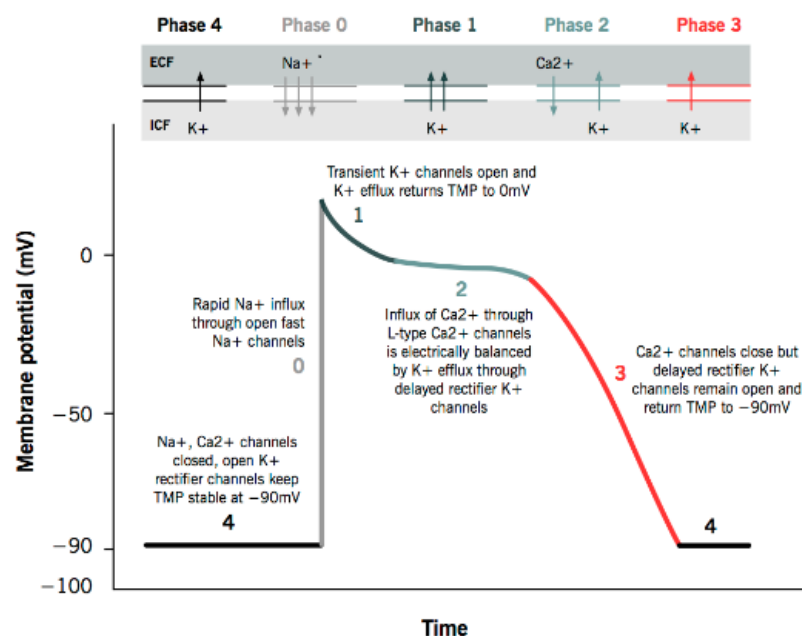 Phase 4 Phase 0 Phase 1 Phase 2 Phase 3
ECF Na+ Ca2+
ICF K+ K+ K+ K+
Transient K+ channels open and
K+ efflux returns TMP to 0mV
1
0
2
Rapid Na+ influx
through open fast
Na+ channels
0
Influx of Ca2+ through
L-type Ca2+ channels
is electrically balanced
by K+ efflux through
delayed rectifier K+
channels
3
Ca2+ channels close but
delayed rectifier K+
channels remain open and
return TMP to −90mV
−50
Na+, Ca2+ channels
closed, open K+
rectifier channels keep
TMP stable at −90mV
4
4
−90
−100
Membrane potential (mV)
Time